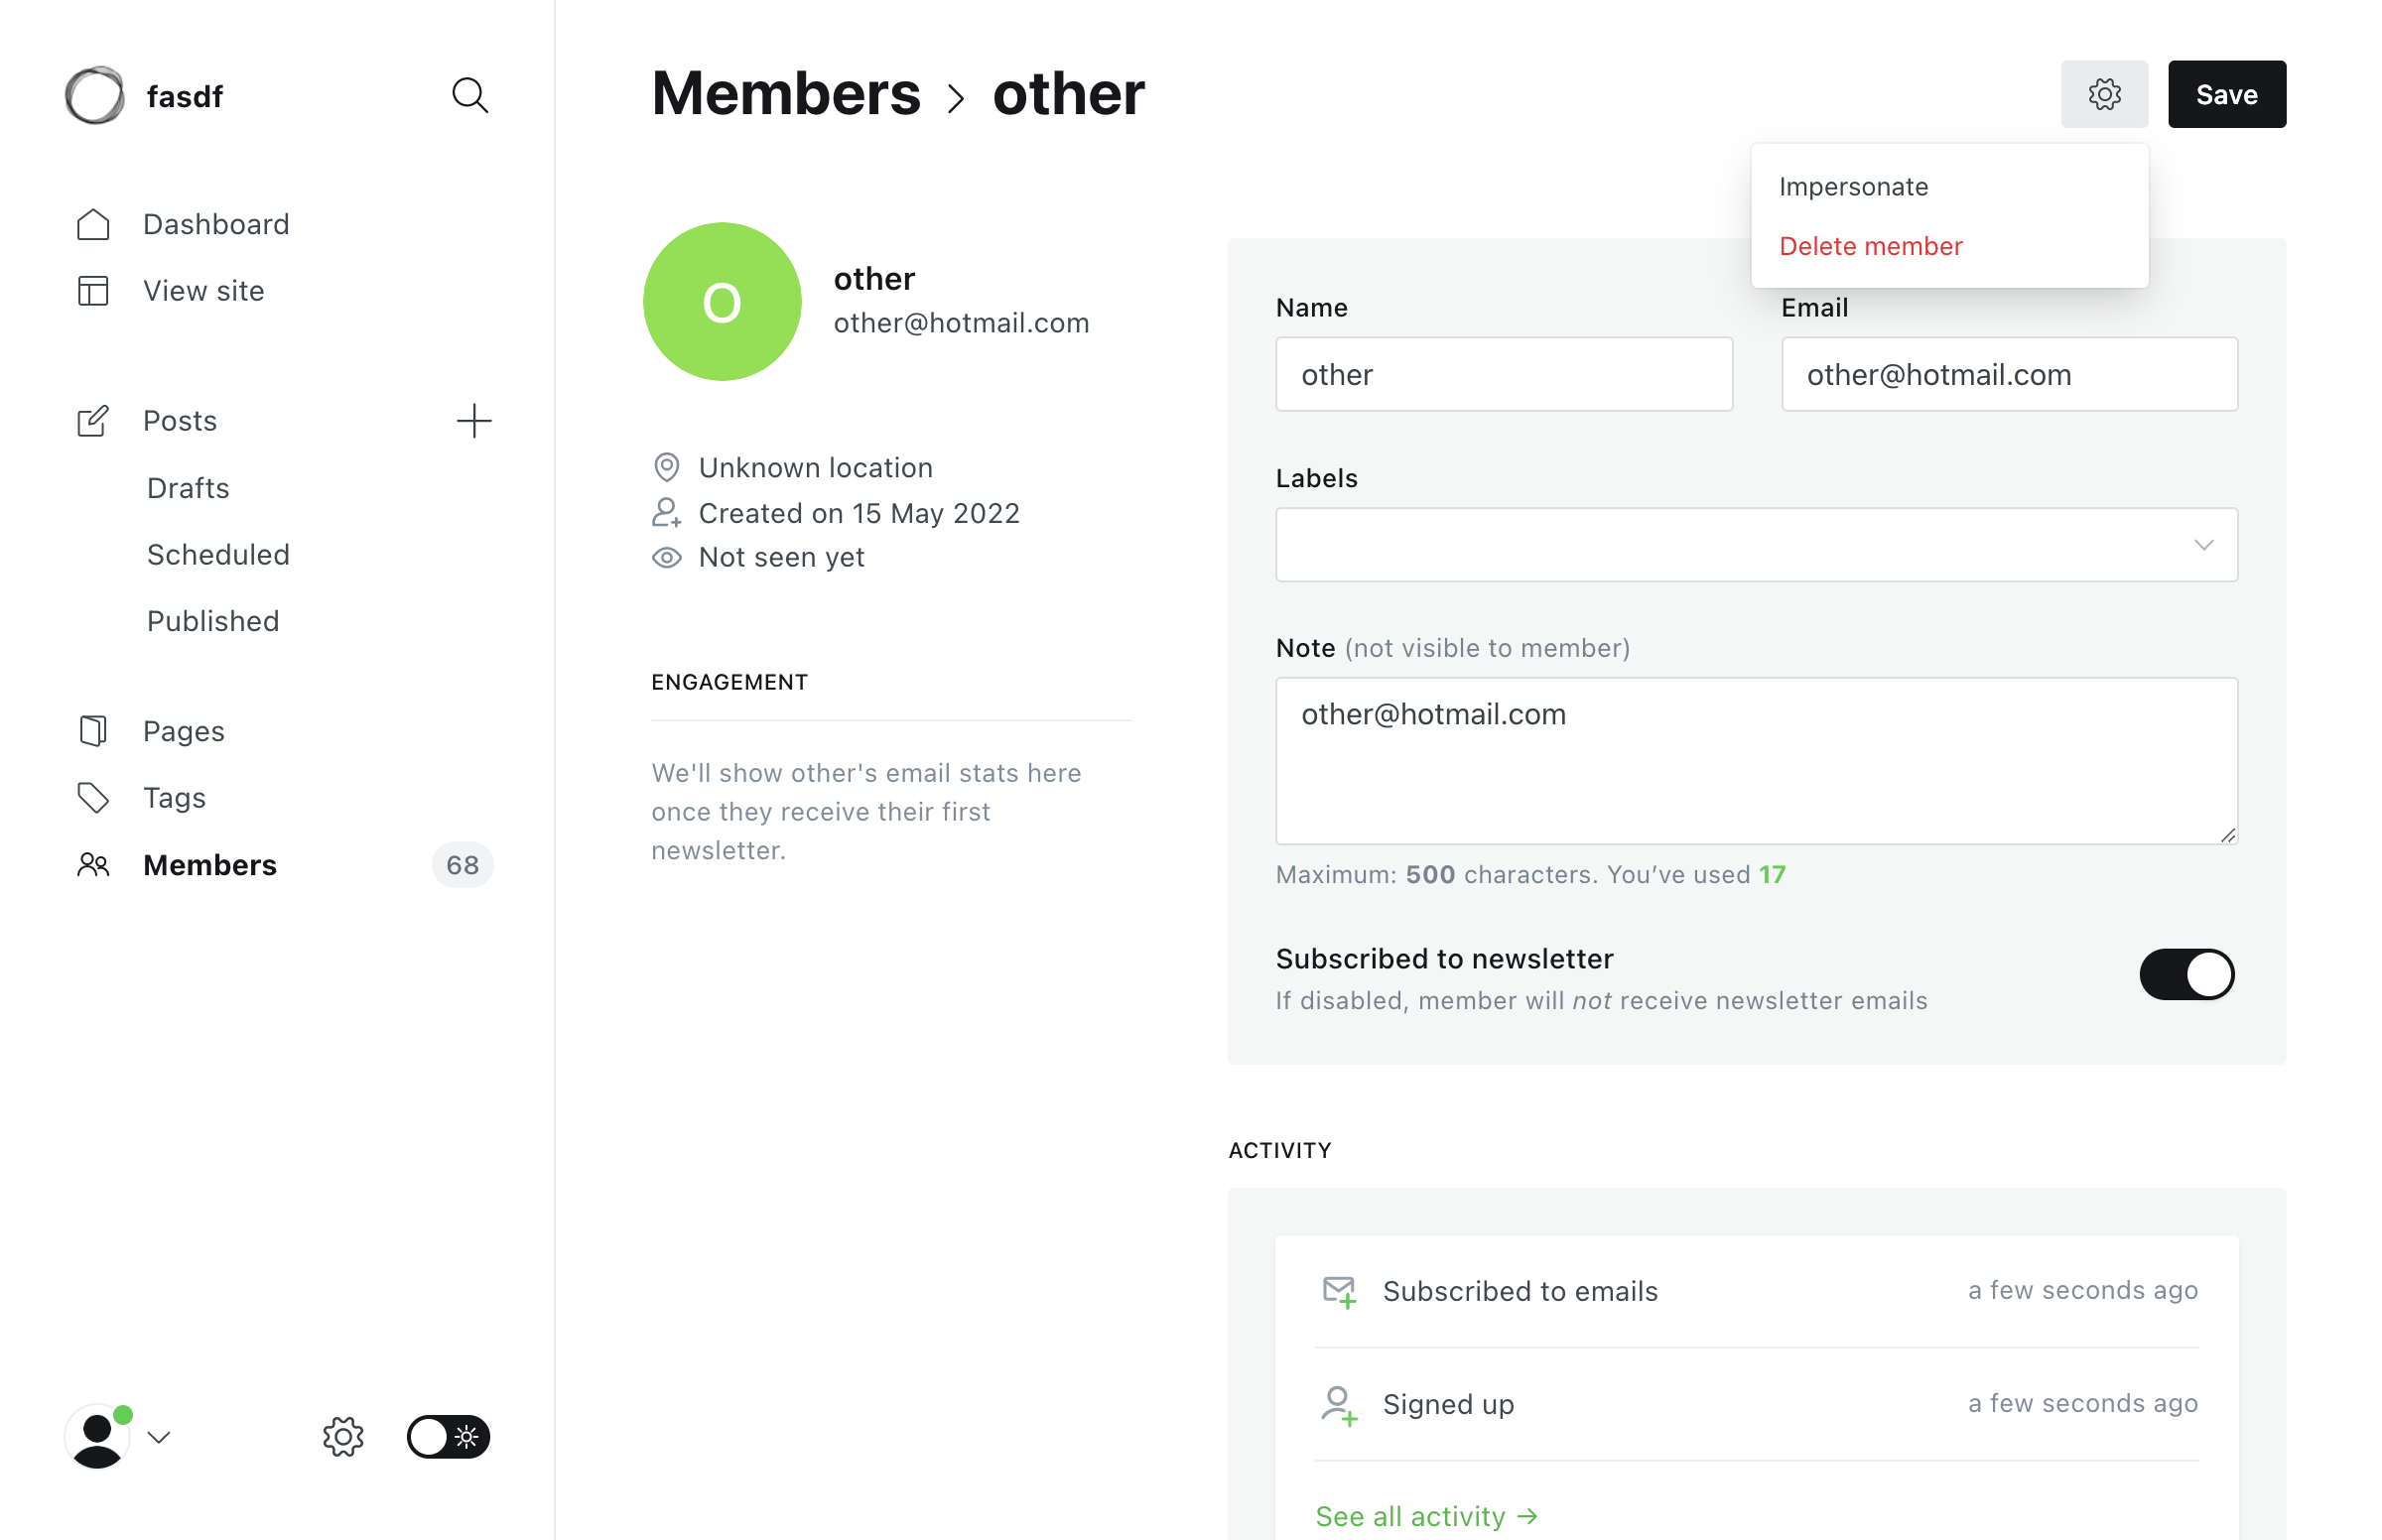 fasdf
Dashboard
View site
Posts
Drafts
Scheduled
Published
Pages
Tags
Members
68
Members > other
Save
Impersonate
Delete member
O
other
other@hotmail.com
Unknown location
Created on 15 May 2022
Not seen yet
ENGAGEMENT
We'll show other's email stats here
once they receive their first
newsletter.
Name
Email
other
other@hotmail.com
Labels
Note (not visible to member)
other@hotmail.com
Maximum: 500 characters. You’ve used 17
Subscribed to newsletter
If disabled, member will not receive newsletter emails
ACTIVITY
Subscribed to emails
a few seconds ago
Signed up
a few seconds ago
See all activity →